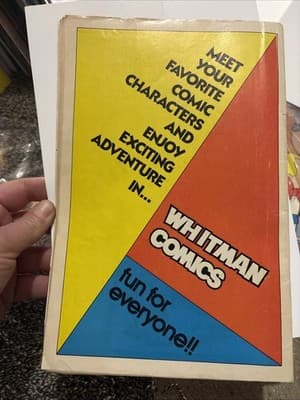 MEET
YOUR
FAVORITE
COMIC
CHARACTERS
AND
ENJOY
EXCITING
ADVENTURE
IN...
WHITMAN
COMICS
fun for
everyone!!